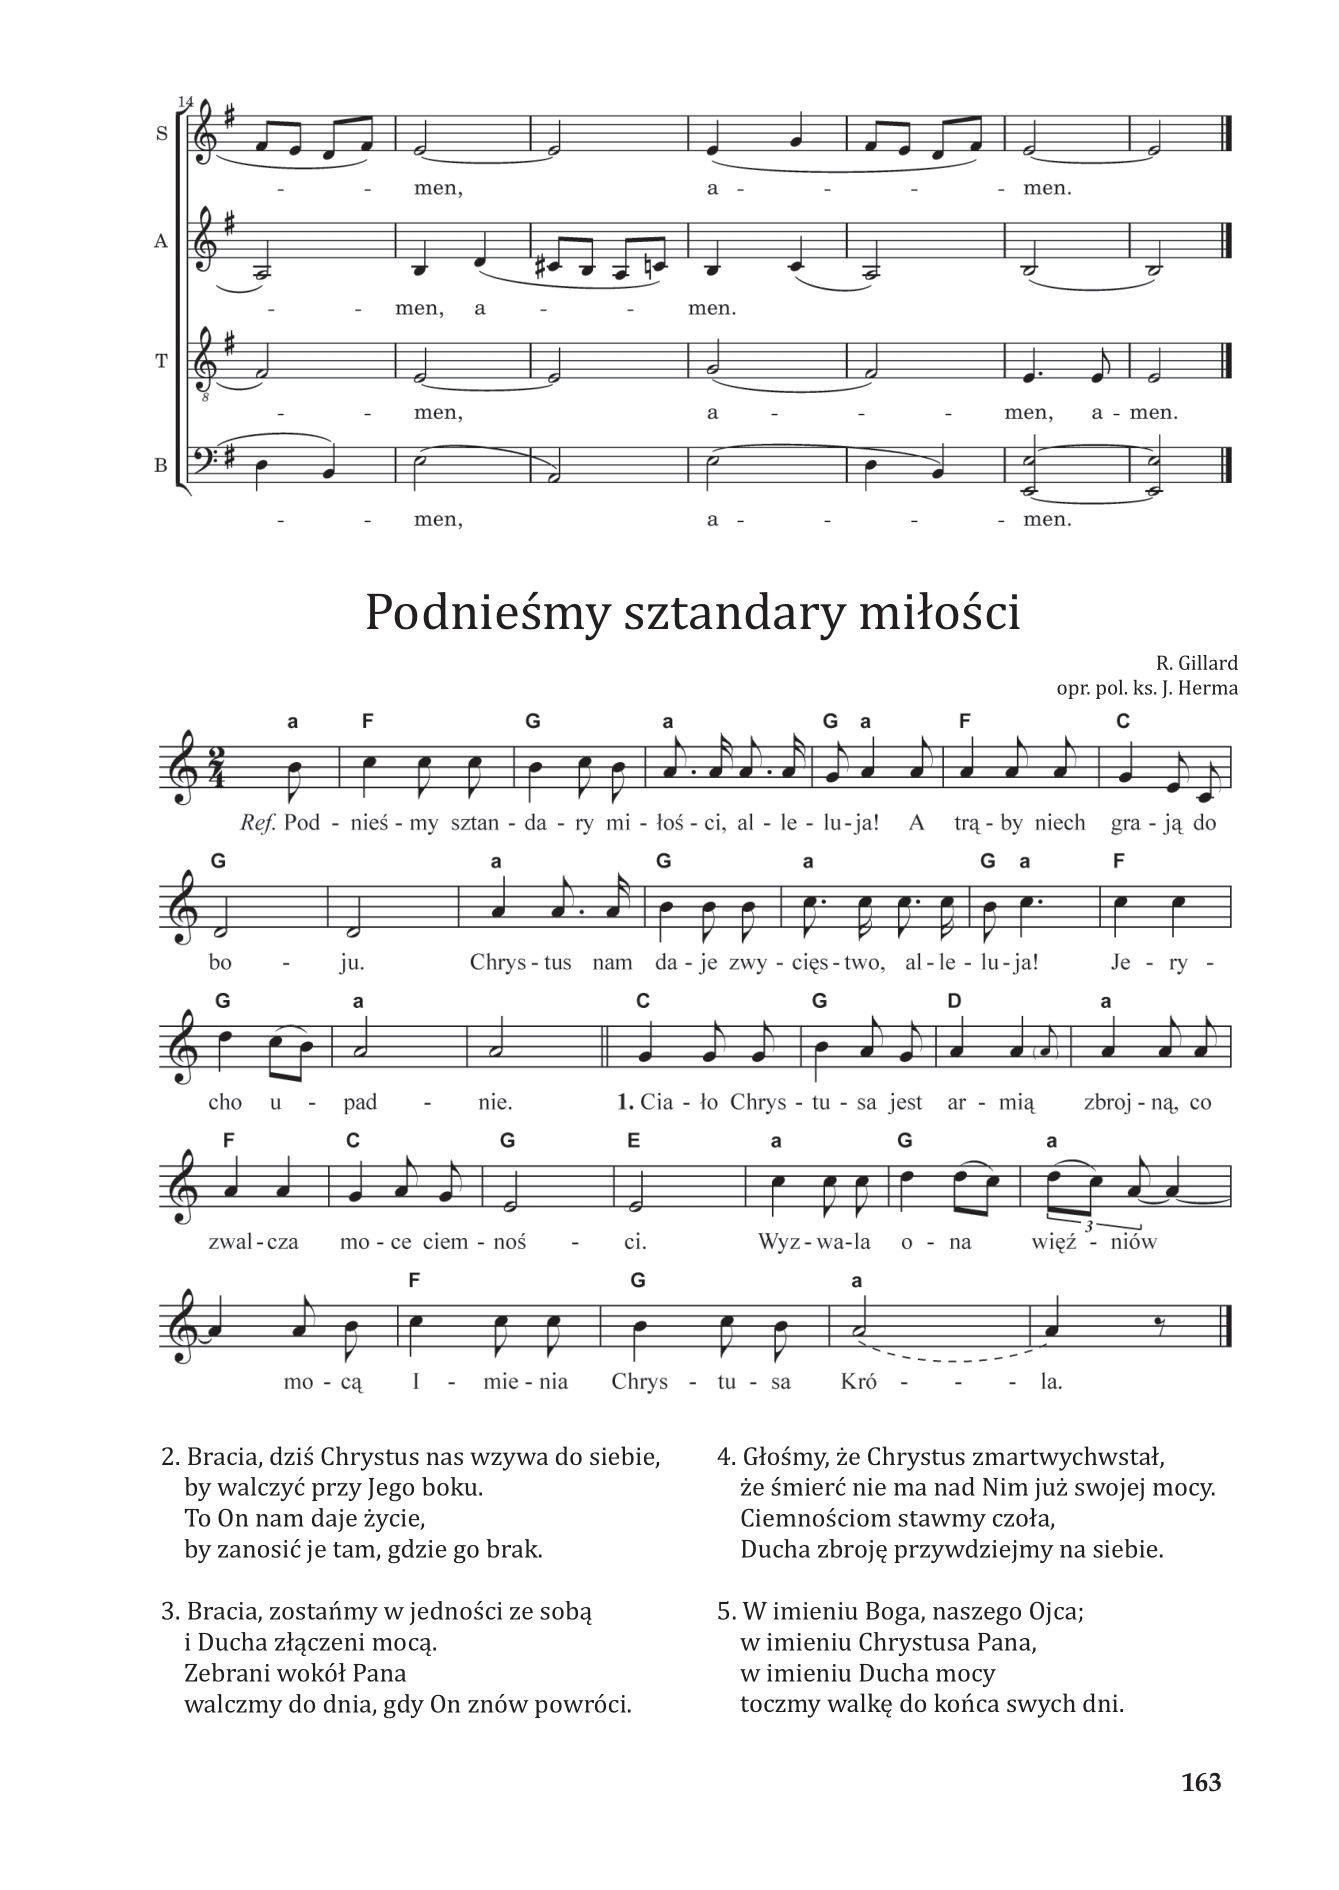 14
S
- - men, a - - - - men.
A
- - men, a - - men.
T
8
- - men, a - - - men, a - men.
B
- - men, a - - - - men.
Podnieśmy sztandary miłości
R. Gillard
opr. pol. ks. J. Herma
a F G a G a F C
2 4
Ref. Pod - nieś - my sztan - da - ry mi - łoś - ci, al - le - lu - ja! A trą - by niech gra - ją do
G a G a G a F
bo - ju. Chrys - tus nam da - je zwy - cięs - two, al - le - lu - ja! Je - ry -
G a C G D a
cho u - pad - nie. 1. Cia - ło Chrys - tu - sa jest ar - mią zbroj - ną, co
F C G E a G a
3
zwal - cza mo - ce ciem - noś - ci. Wyz - wa - la o - na więź - niów
F G a
mo - cą I - mie - nia Chrys - tu - sa Kró - - - la.
2. Bracia, dziś Chrystus nas wzywa do siebie,
by walczyć przy Jego boku.
To On nam daje życie,
by zanosić je tam, gdzie go brak.
3. Bracia, zostańmy w jedności ze sobą
i Ducha złączeni mocą.
Zebrani wokół Pana
walczmy do dnia, gdy On znów powróci.
4. Głośmy, że Chrystus zmartwychwstał,
że śmierć nie ma nad Nim już swojej mocy.
Ciemnościom stawmy czoła,
Ducha zbroję przywdziejmy na siebie.
5. W imieniu Boga, naszego Ojca;
w imieniu Chrystusa Pana,
w imieniu Ducha mocy
toczmy walkę do końca swych dni.
163